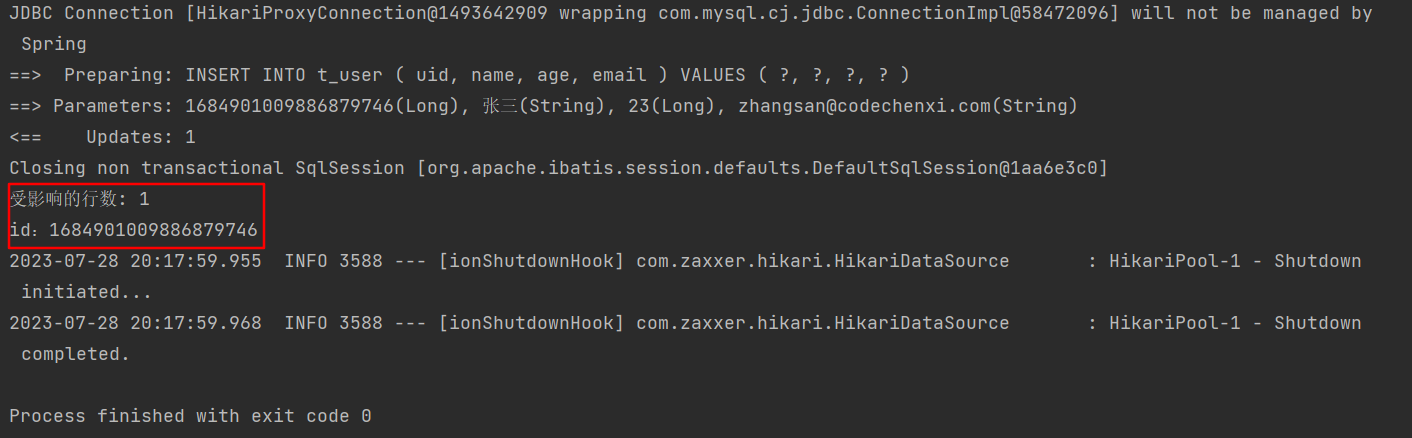 JDBC Connection [HikariProxyConnection@1493642909 wrapping com.mysql.cj.jdbc.ConnectionImpl@58472096] will not be managed by
Spring
==>  Preparing: INSERT INTO t_user ( uid, name, age, email ) VALUES ( ?, ?, ?, ? )
==> Parameters: 1684901009886879746(Long), 张三(String), 23(Long), zhangsan@codechenxi.com(String)
<==    Updates: 1
Closing non transactional SqlSession [org.apache.ibatis.session.defaults.DefaultSqlSession@1aa6e3c0]
受影响的行数: 1
id：1684901009886879746
2023-07-28 20:17:59.955  INFO 3588 --- [ionShutdownHook] com.zaxxer.hikari.HikariDataSource       : HikariPool-1 - Shutdown
initiated...
2023-07-28 20:17:59.968  INFO 3588 --- [ionShutdownHook] com.zaxxer.hikari.HikariDataSource       : HikariPool-1 - Shutdown
completed.
Process finished with exit code 0